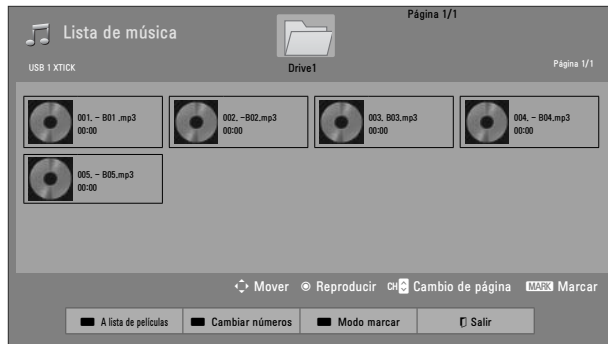 Página 1/1
Lista de música
USB 1 XTICK
Drive1
Página 1/1
001. - B01 .mp3
00:00
002. -B02.mp3
00:00
003. B03.mp3
00:00
004. - B04.mp3
00:00
005. - B05.mp3
00:00
Mover Reproducir CH Cambio de página MARK Marcar
A lista de películas Cambiar números Modo marcar Salir